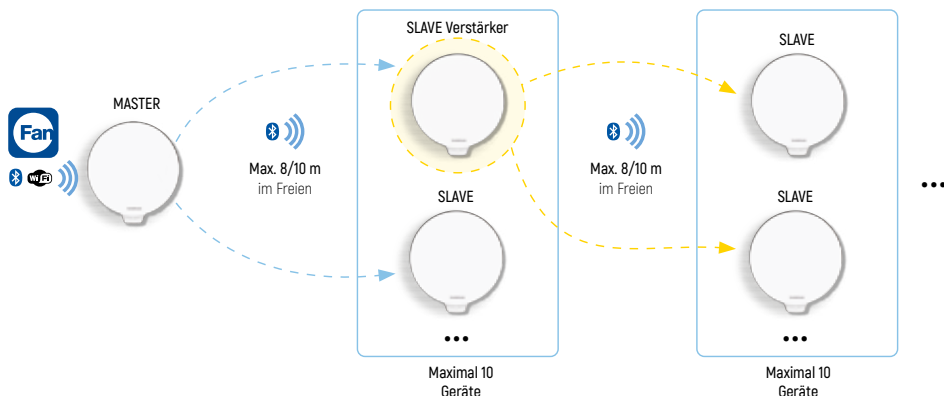 MASTER
Fan
WiFi
SLAVE Verstärker
Max. 8/10 m
im Freien
SLAVE
•••
Maximal 10
Geräte
Max. 8/10 m
im Freien
SLAVE
SLAVE
•••
Maximal 10
Geräte
•••